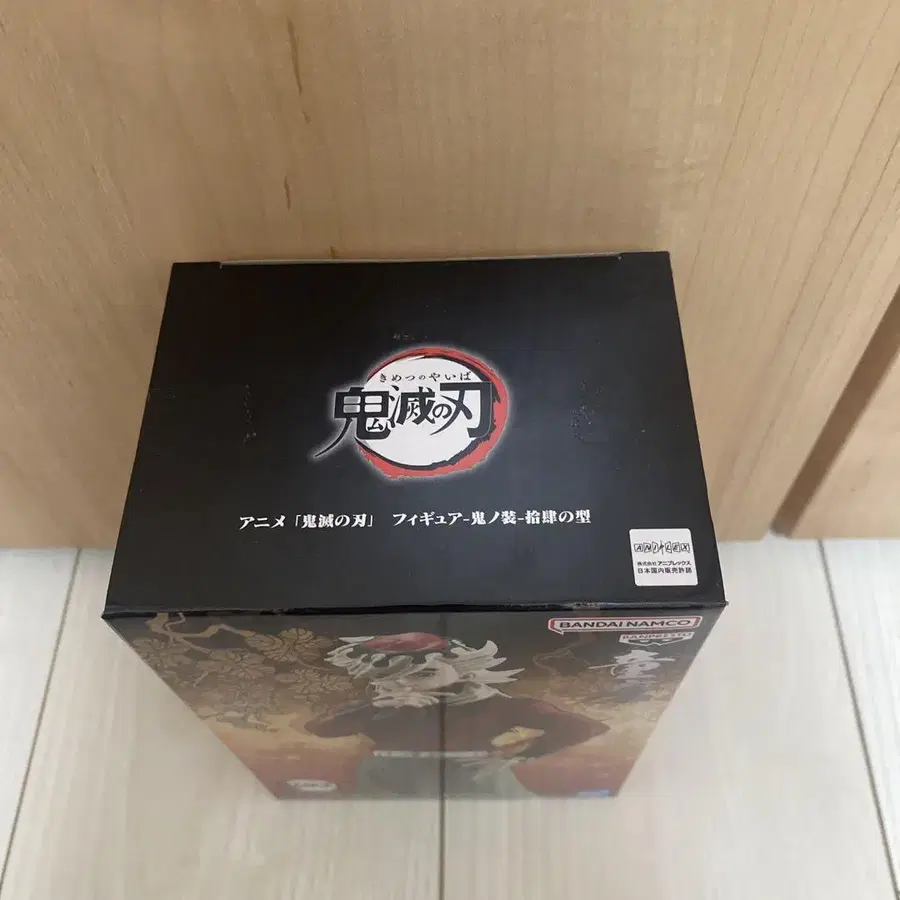 きめつのやいば
鬼滅の刃
アニメ「鬼滅の刃」 フィギュア-鬼ノ装-拾肆の型
ANIPLEX
株式会社 アニプレックス
日本国内販売許諾
BANDAI NAMCO
BANPRESTO
童